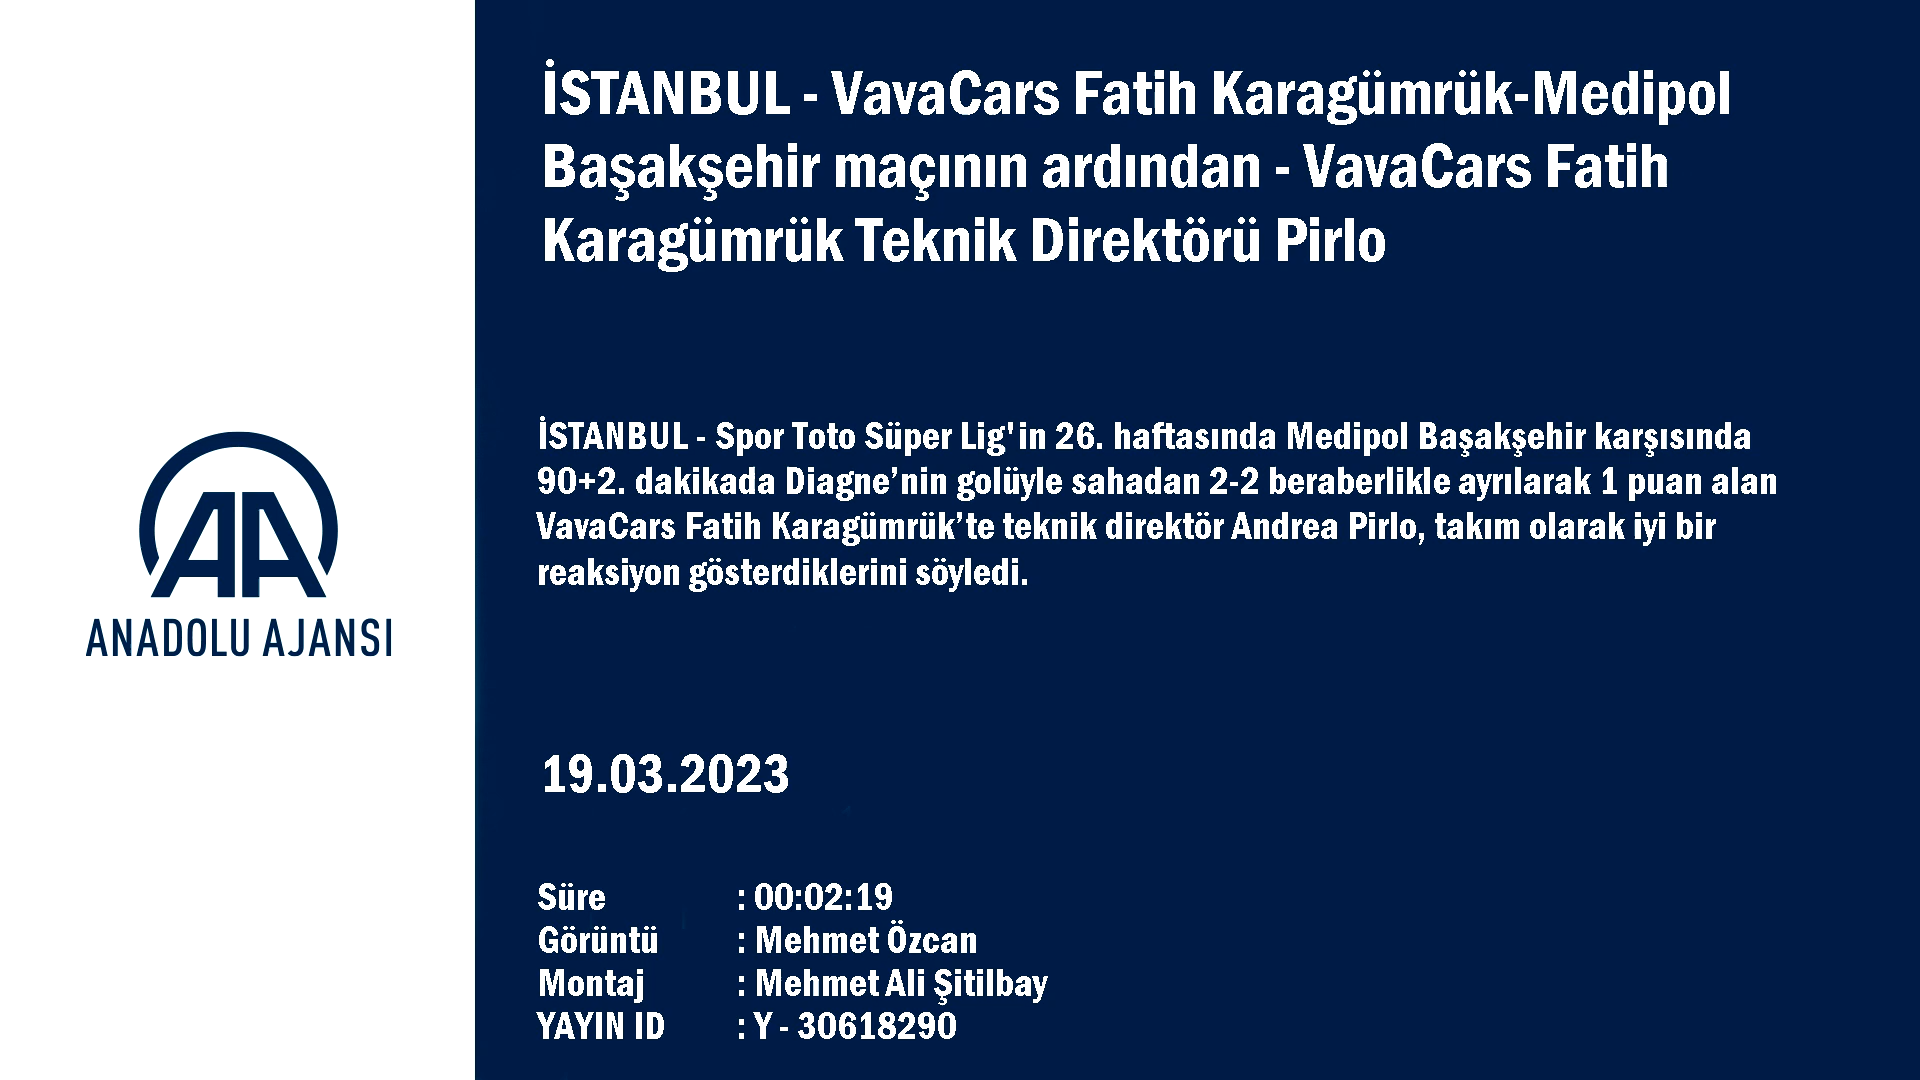 İSTANBUL - VavaCars Fatih Karagümrük-Medipol
Başakşehir maçının ardından - VavaCars Fatih
Karagümrük Teknik Direktörü Pirlo
İSTANBUL - Spor Toto Süper Lig'in 26. haftasında Medipol Başakşehir karşısında
90+2. dakikada Diagne’nin golüyle sahadan 2-2 beraberlikle ayrılarak 1 puan alan
VavaCars Fatih Karagümrük’te teknik direktör Andrea Pirlo, takım olarak iyi bir
reaksiyon gösterdiklerini söyledi.
AA
ANADOLU AJANSI
19.03.2023
Süre : 00:02:19
Görüntü : Mehmet Özcan
Montaj : Mehmet Ali Şitilbay
YAYIN ID : Y - 30618290